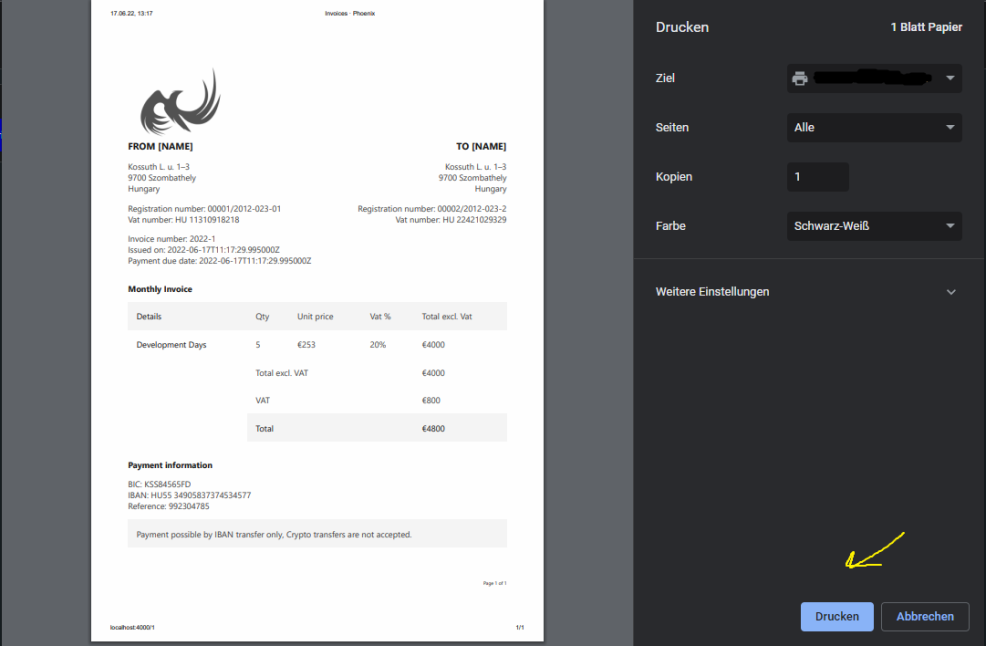 17.06.22, 13:17 Invoices · Phoenix
FROM [NAME] TO [NAME]
Kossuth L. u. 1–3 Kossuth L. u. 1–3
9700 Szombathely 9700 Szombathely
Hungary Hungary
Registration number: 00001/2012-023-01 Registration number: 00002/2012-023-2
Vat number: HU 11310918218 Vat number: HU 22421029329
Invoice number: 2022-1
Issued on: 2022-06-17T11:17:29.995000Z
Payment due date: 2022-06-17T11:17:29.995000Z
Monthly Invoice
Details Qty Unit price Vat % Total excl. Vat
Development Days 5 €253 20% €4000
Total excl. VAT €4000
VAT €800
Total €4800
Payment information
BIC: KSS84565FD
IBAN: HU55 34905837374534577
Reference: 992304785
Payment possible by IBAN transfer only, Crypto transfers are not accepted.
Page 1 of 1
localhost:4000/1 1/1
Drucken 1 Blatt Papier
Ziel
Seiten Alle
Kopien 1
Farbe Schwarz-Weiß
Weitere Einstellungen
Drucken Abbrechen